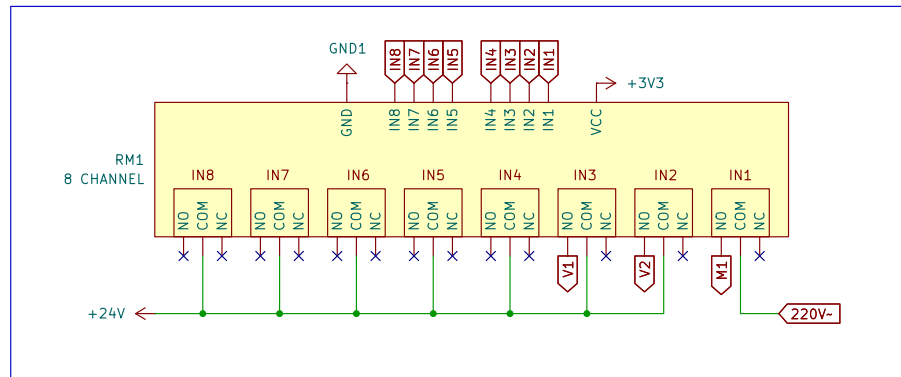 GND1
IN8 IN7 IN6 IN5 IN4 IN3 IN2 IN1
+3V3
GND IN8 IN7 IN6 IN5 IN4 IN3 IN2 IN1 VCC
RM1
8 CHANNEL
IN8 IN7 IN6 IN5 IN4 IN3 IN2 IN1
NO COM NC NO COM NC NO COM NC NO COM NC NO COM NC NO COM NC NO COM NC NO COM NC
V1 V2 M1
+24V
220V~